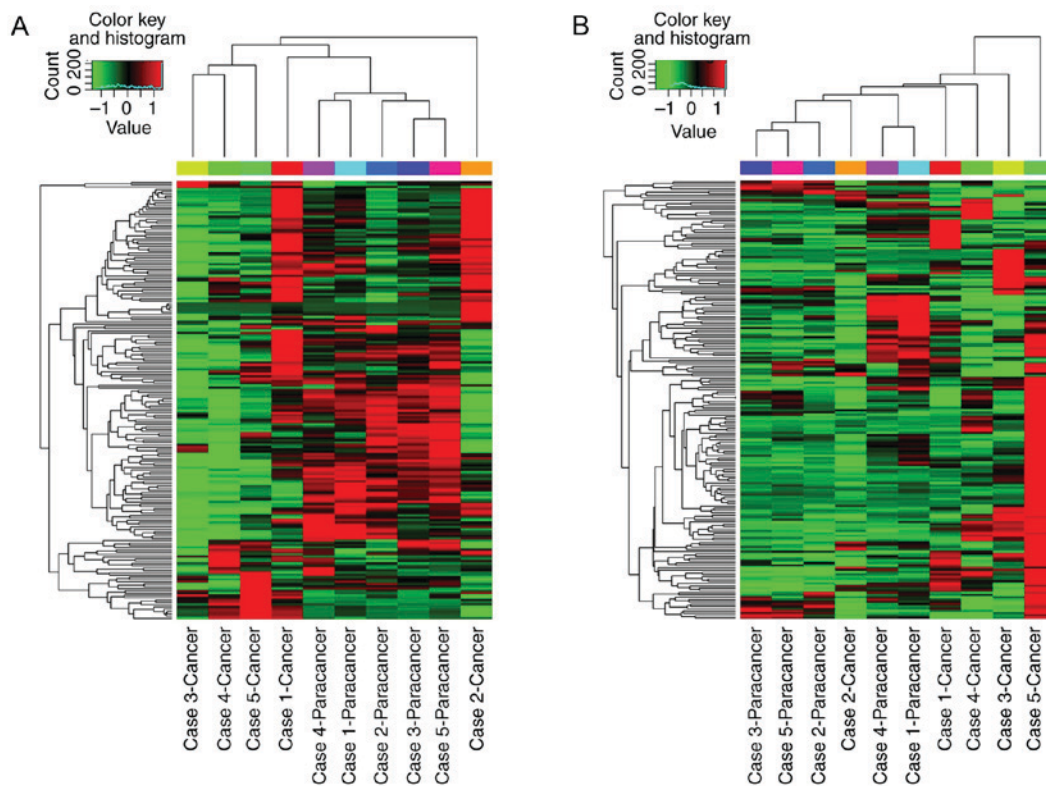 A
Color key
and histogram
Count
0 200
−1 0 1
Value
Case 3-Cancer
Case 4-Cancer
Case 5-Cancer
Case 1-Cancer
Case 4-Paracancer
Case 1-Paracancer
Case 2-Paracancer
Case 3-Paracancer
Case 5-Paracancer
Case 2-Cancer
B
Color key
and histogram
Count
0 200
−1 0 1
Value
Case 3-Paracancer
Case 5-Paracancer
Case 2-Paracancer
Case 2-Cancer
Case 4-Paracancer
Case 1-Paracancer
Case 1-Cancer
Case 4-Cancer
Case 3-Cancer
Case 5-Cancer